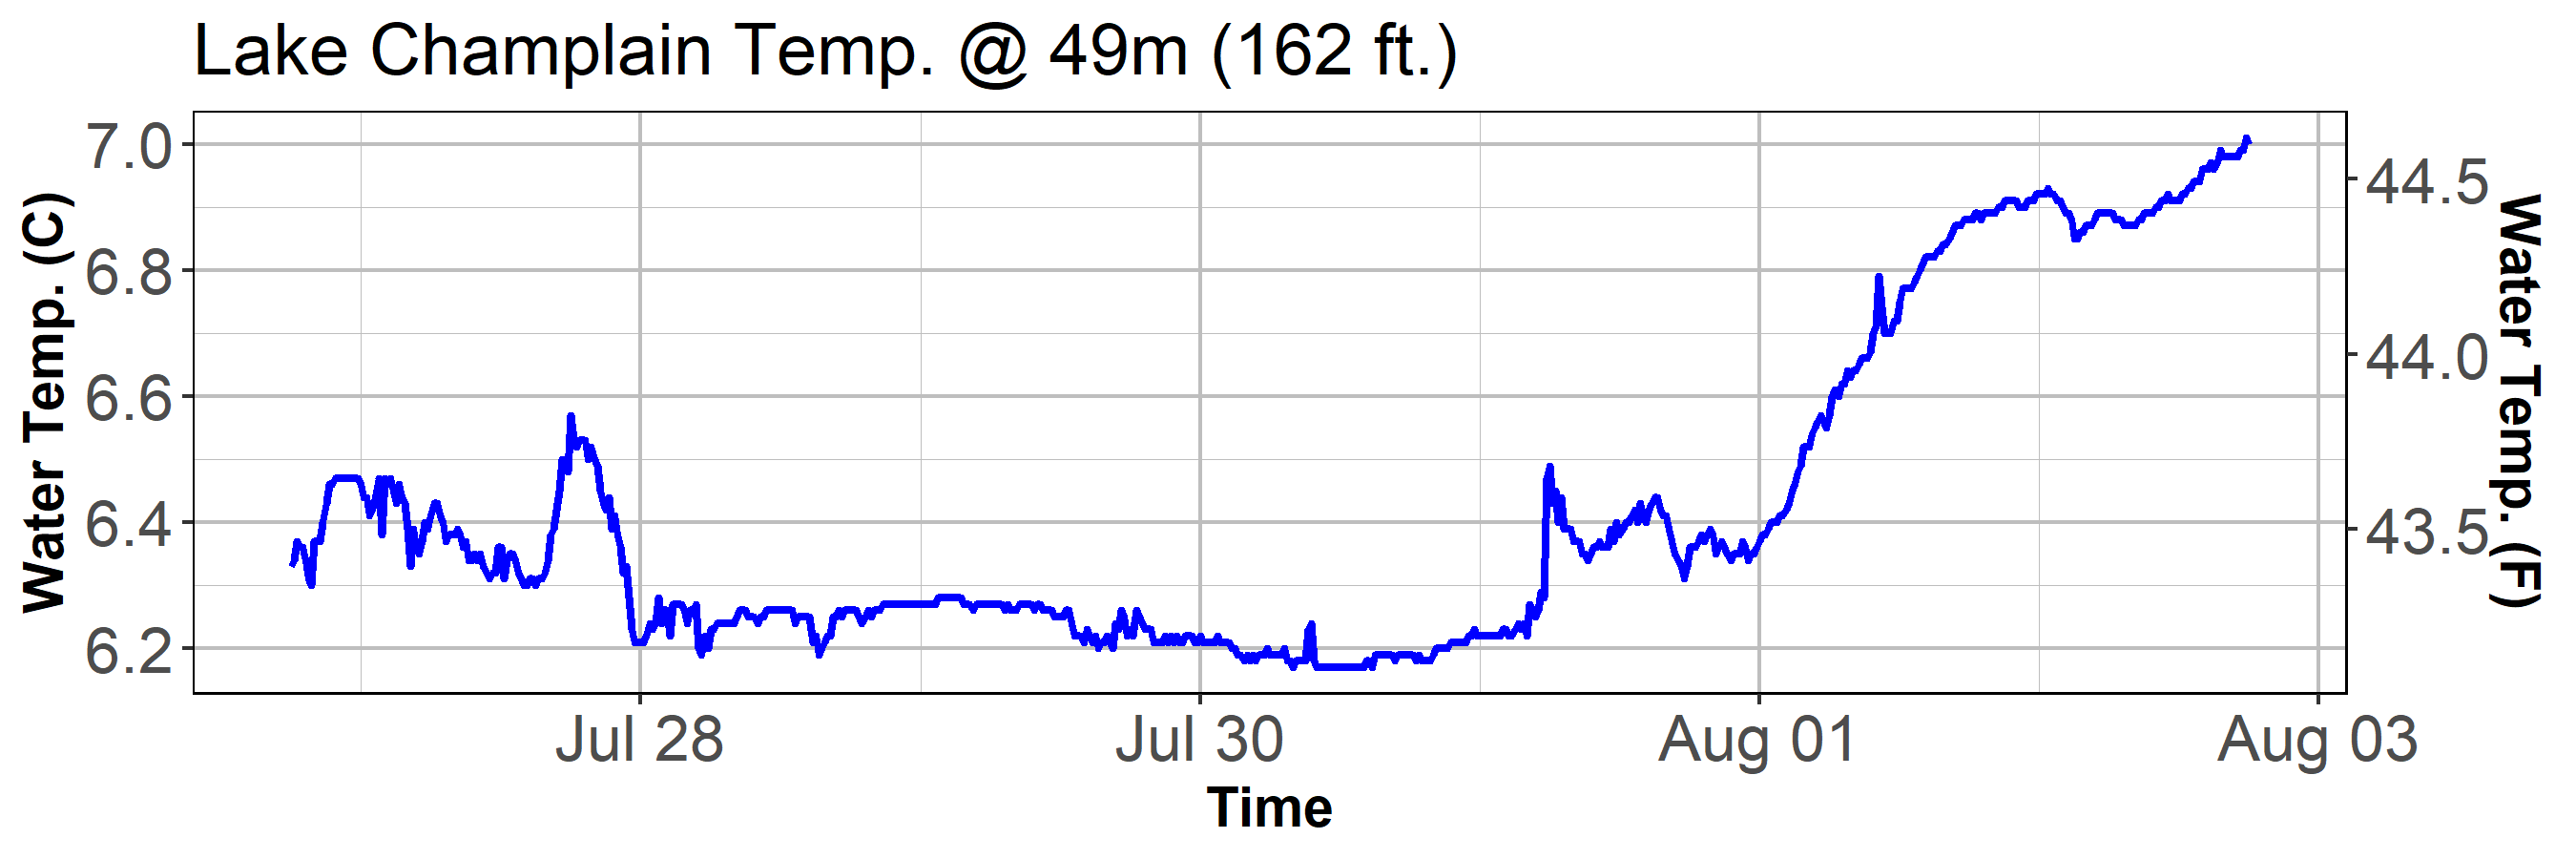 Lake Champlain Temp. @ 49m (162 ft.)
Water Temp. (C)
7.0
6.8
6.6
6.4
6.2
44.5
44.0
43.5
Water Temp. (F)
Jul 28
Jul 30
Aug 01
Aug 03
Time